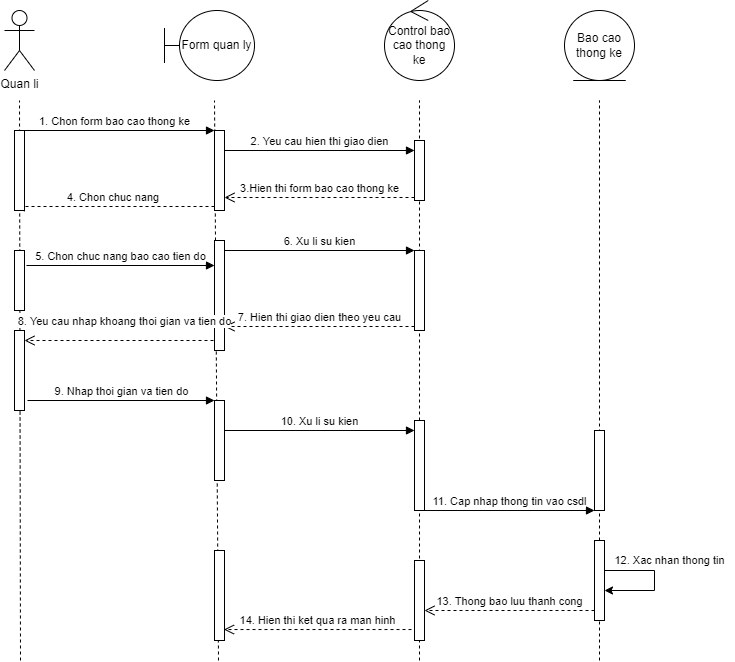 Quan li
Form quan ly
Control bao
cao thong
ke
Bao cao
thong ke
1. Chon form bao cao thong ke
2. Yeu cau hien thi giao dien
3.Hien thi form bao cao thong ke
4. Chon chuc nang
5. Chon chuc nang bao cao tien do
6. Xu li su kien
7. Hien thi giao dien theo yeu cau
8. Yeu cau nhap khoang thoi gian va tien do
9. Nhap thoi gian va tien do
10. Xu li su kien
11. Cap nhap thong tin vao csdl
12. Xac nhan thong tin
13. Thong bao luu thanh cong
14. Hien thi ket qua ra man hinh